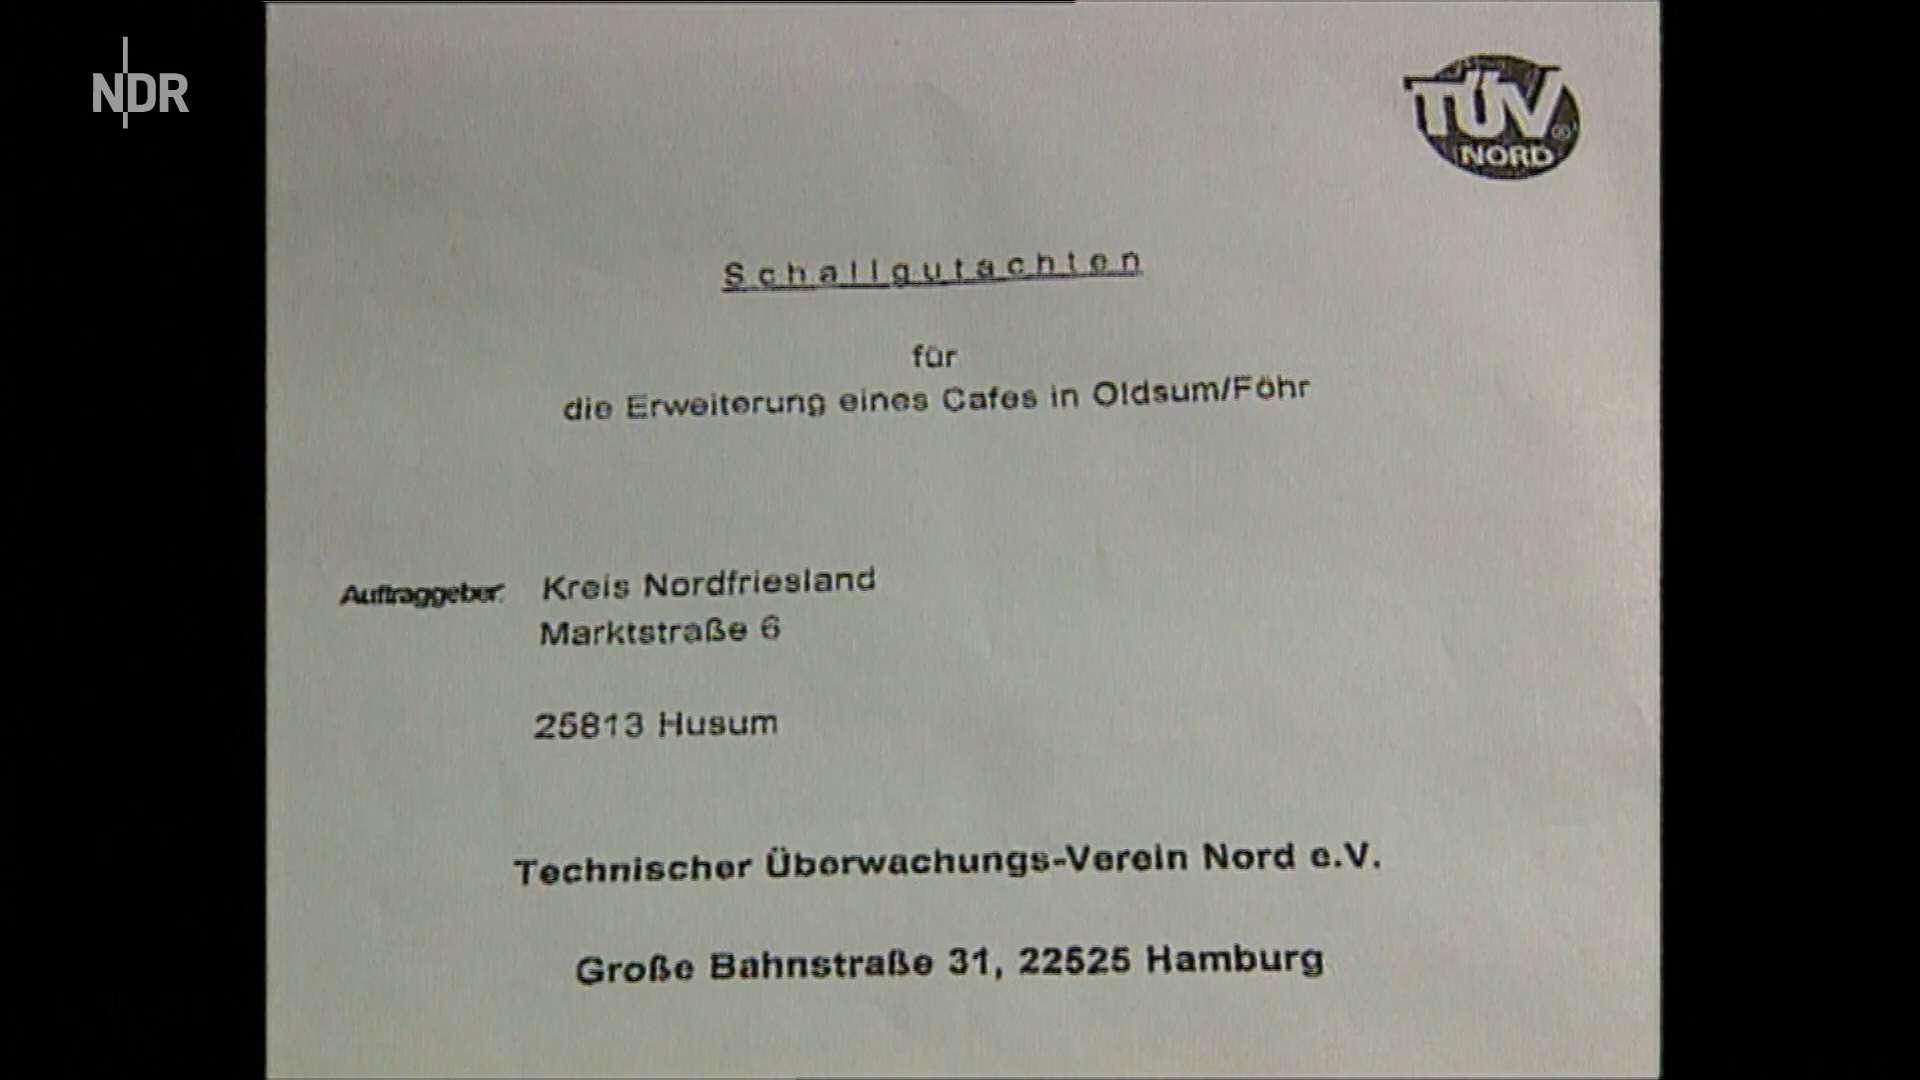 NDR
TÜV
NORD
Schallgutachten
für
die Erweiterung eines Cafes in Oldsum/Föhr
Auftraggeber: Kreis Nordfriesland
Marktstraße 6
25813 Husum
Technischer Überwachungs-Verein Nord e.V.
Große Bahnstraße 31, 22525 Hamburg